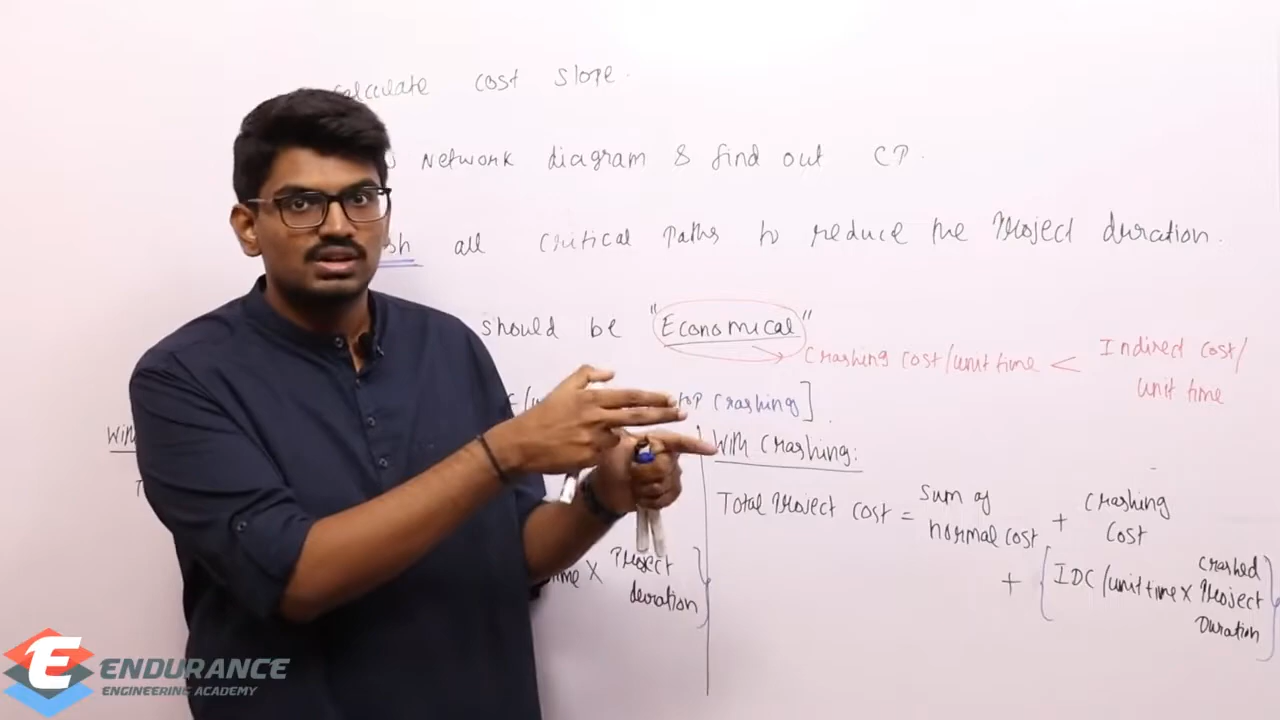 calculate cost slope.
Network diagram & find out CP.
sh all critical paths to reduce the Project duration.
should be "Economical"
Crashing cost/unit time < Indirect cost/
unit time
stop Crashing]
With Crashing:
Total Project cost = Sum of
normal cost + Crashing
Cost
+ { IDC/unit time x Crashed
Project
Duration }
time x Project
duration }
ENDURANCE
ENGINEERING ACADEMY